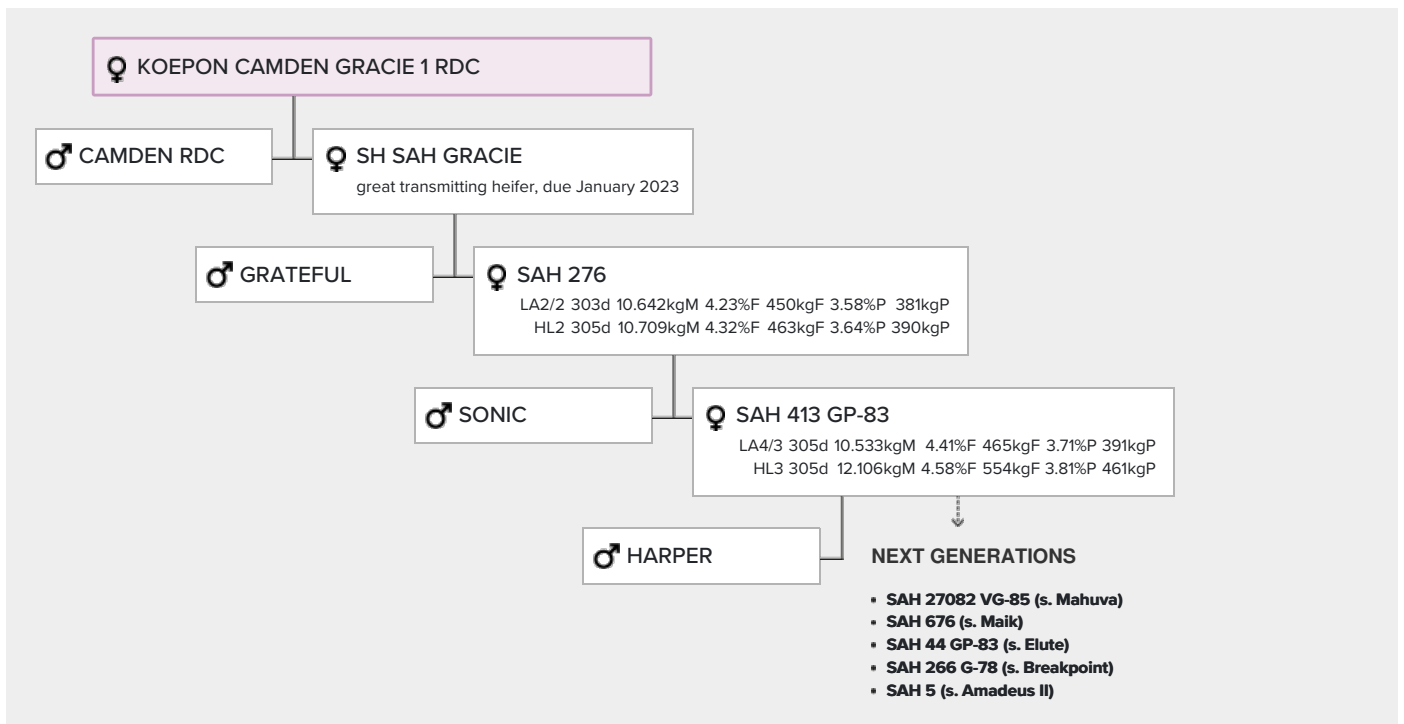 ♀ KOEPON CAMDEN GRACIE 1 RDC
♂ CAMDEN RDC
♀ SH SAH GRACIE
great transmitting heifer, due January 2023
♂ GRATEFUL
♀ SAH 276
LA2/2 303d 10.642kgM 4.23%F 450kgF 3.58%P 381kgP
HL2 305d 10.709kgM 4.32%F 463kgF 3.64%P 390kgP
♂ SONIC
♀ SAH 413 GP-83
LA4/3 305d 10.533kgM 4.41%F 465kgF 3.71%P 391kgP
HL3 305d 12.106kgM 4.58%F 554kgF 3.81%P 461kgP
♂ HARPER
NEXT GENERATIONS
• SAH 27082 VG-85 (s. Mahuva)
• SAH 676 (s. Maik)
• SAH 44 GP-83 (s. Elute)
• SAH 266 G-78 (s. Breakpoint)
• SAH 5 (s. Amadeus II)